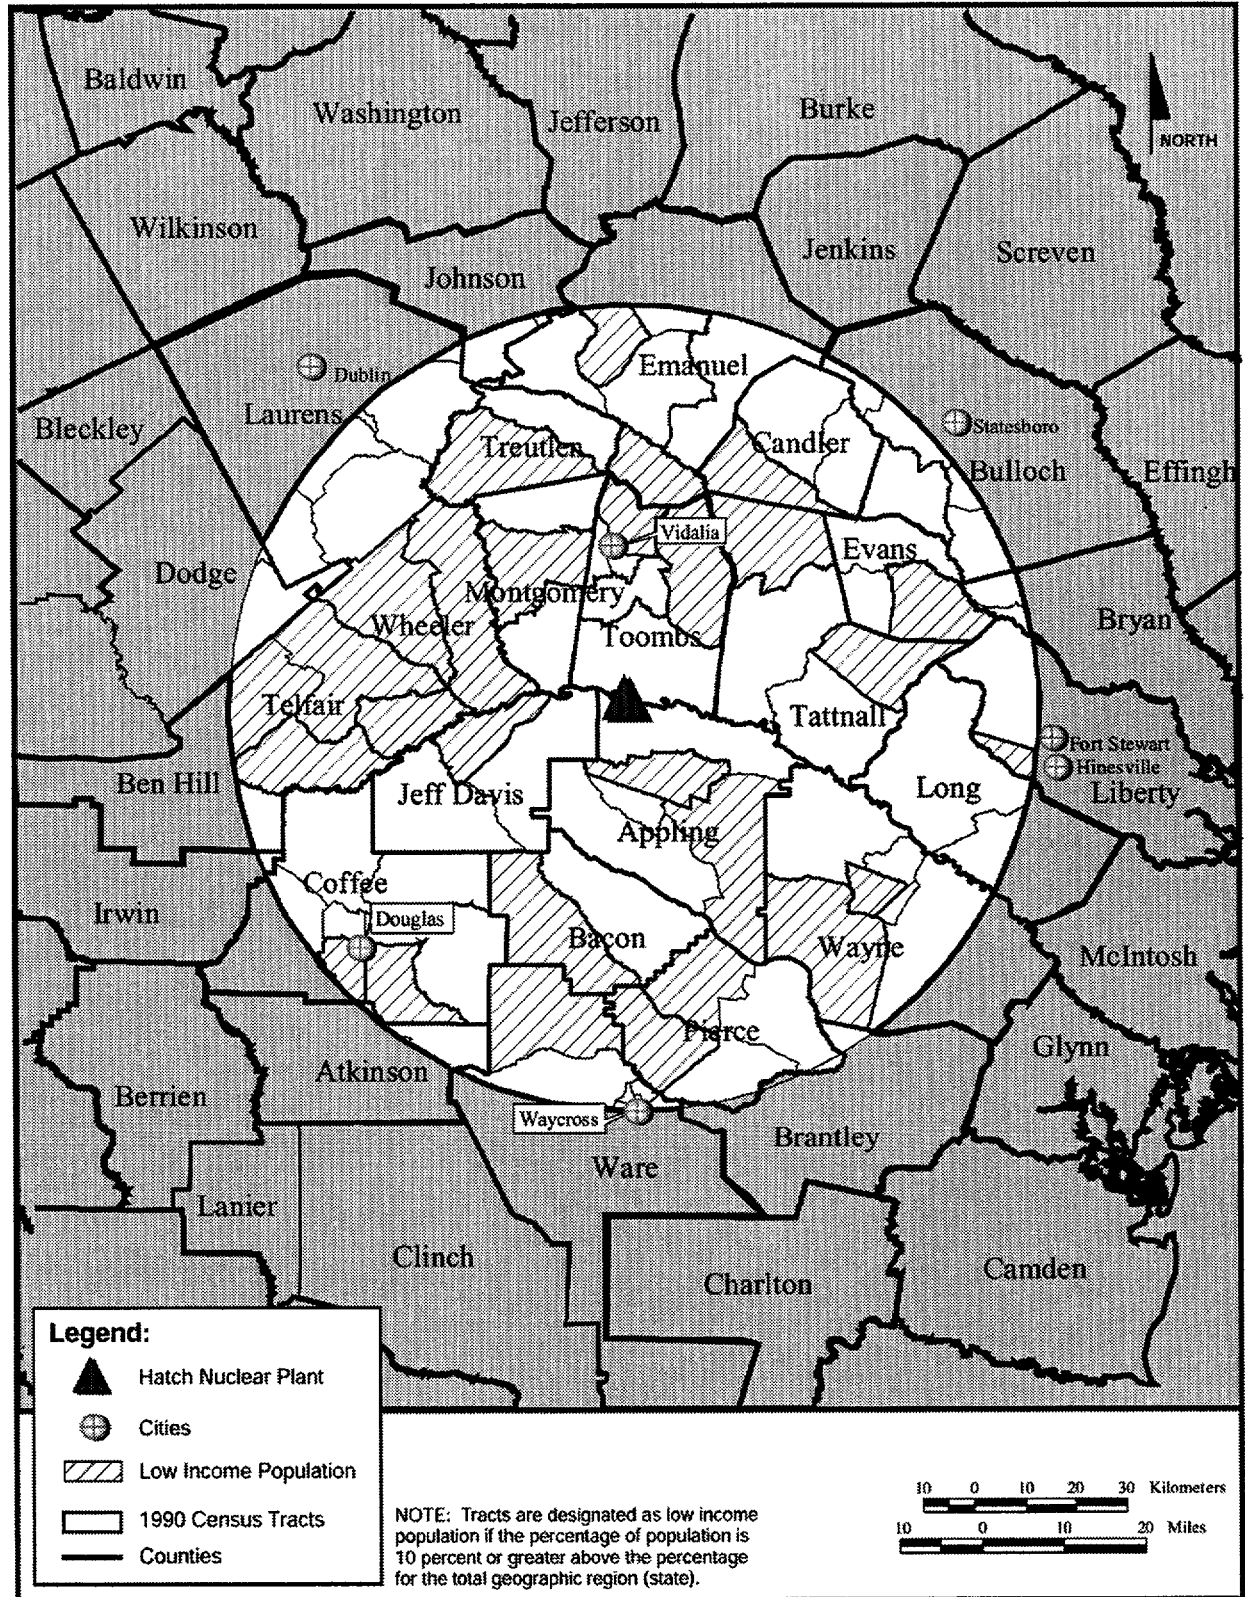 Baldwin
Washington
Jefferson
Burke
NORTH
Wilkinson
Johnson
Jenkins
Screven
Emanuel
Dublin
Laurens
Bleckley
Treutlen
Candler
Statesboro
Bulloch
Effingh
Vidalia
Evans
Dodge
Montgomery
Wheeler
Toombs
Bryan
Telfair
Tattnall
Fort Stewart
Hinesville
Ben Hill
Jeff Davis
Long
Liberty
Appling
Coffee
Irwin
Douglas
Bacon
Wayne
McIntosh
Pierce
Glynn
Atkinson
Berrien
Waycross
Brantley
Ware
Lanier
Clinch
Charlton
Camden
Legend:
Hatch Nuclear Plant
Cities
Low Income Population
1990 Census Tracts
Counties
NOTE: Tracts are designated as low income
population if the percentage of population is
10 percent or greater above the percentage
for the total geographic region (state).
10 0 10 20 30 Kilometers
10 0 10 20 Miles